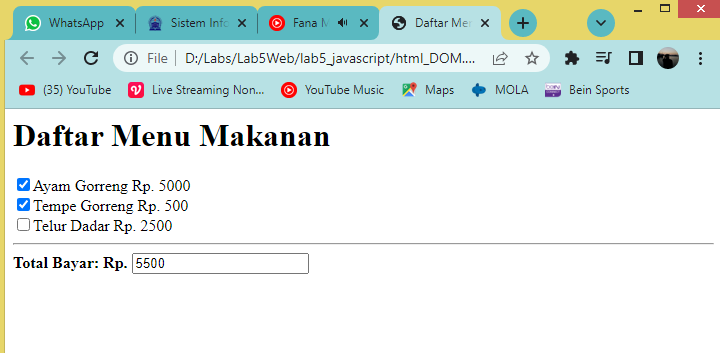 WhatsApp
Sistem Info
Fana M
Daftar Men
File
D:/Labs/Lab5Web/lab5_javascript/html_DOM....
(35) YouTube
Live Streaming Non...
YouTube Music
Maps
MOLA
Bein Sports
Daftar Menu Makanan
Ayam Gorreng Rp. 5000
Tempe Gorreng Rp. 500
Telur Dadar Rp. 2500
Total Bayar: Rp. 5500